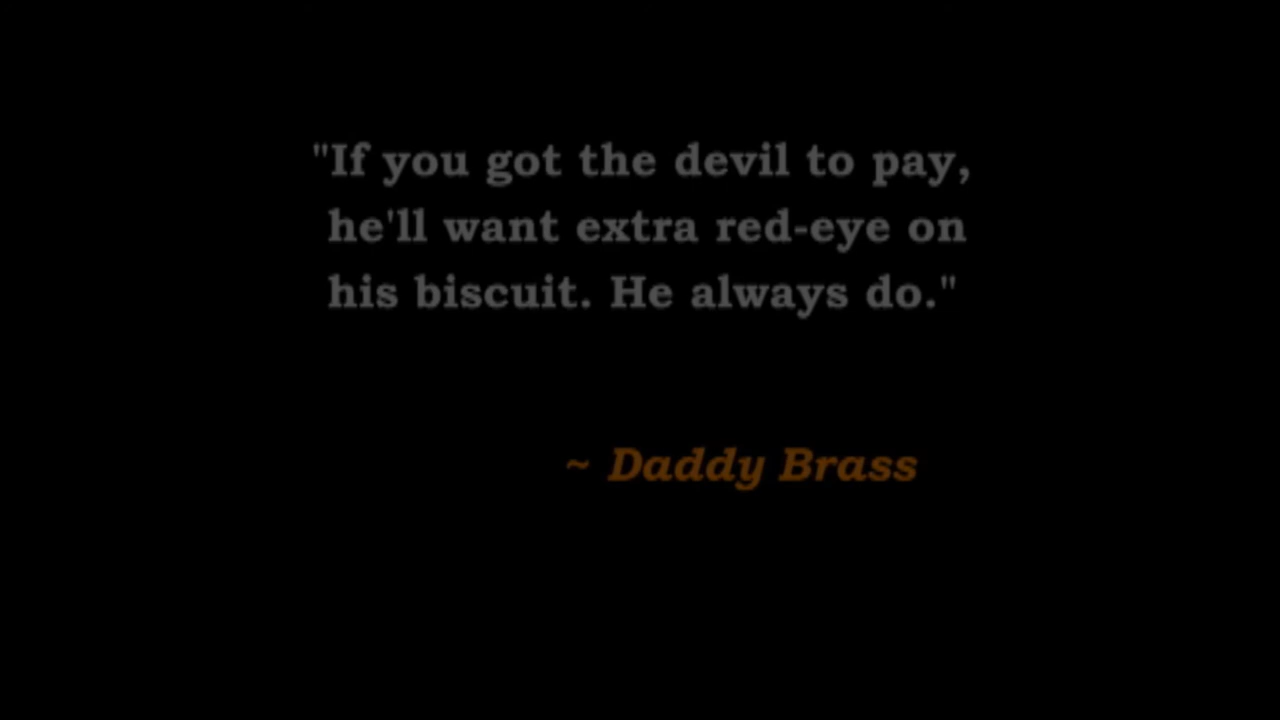 "If you got the devil to pay,
he'll want extra red-eye on
his biscuit. He always do."
~ Daddy Brass